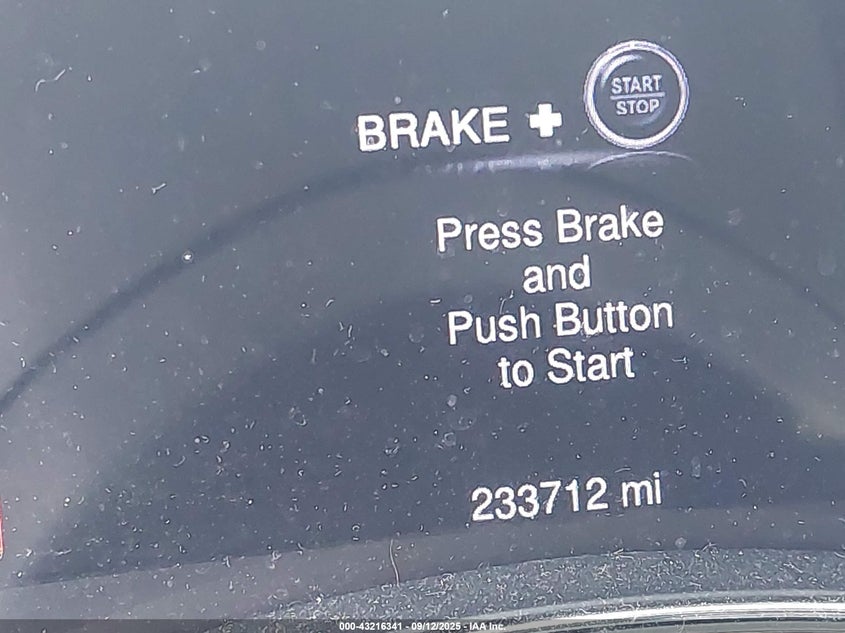 BRAKE + START
STOP
Press Brake
and
Push Button
to Start
233712 mi
000-43216341 - 09/12/2025 - IAA Inc.